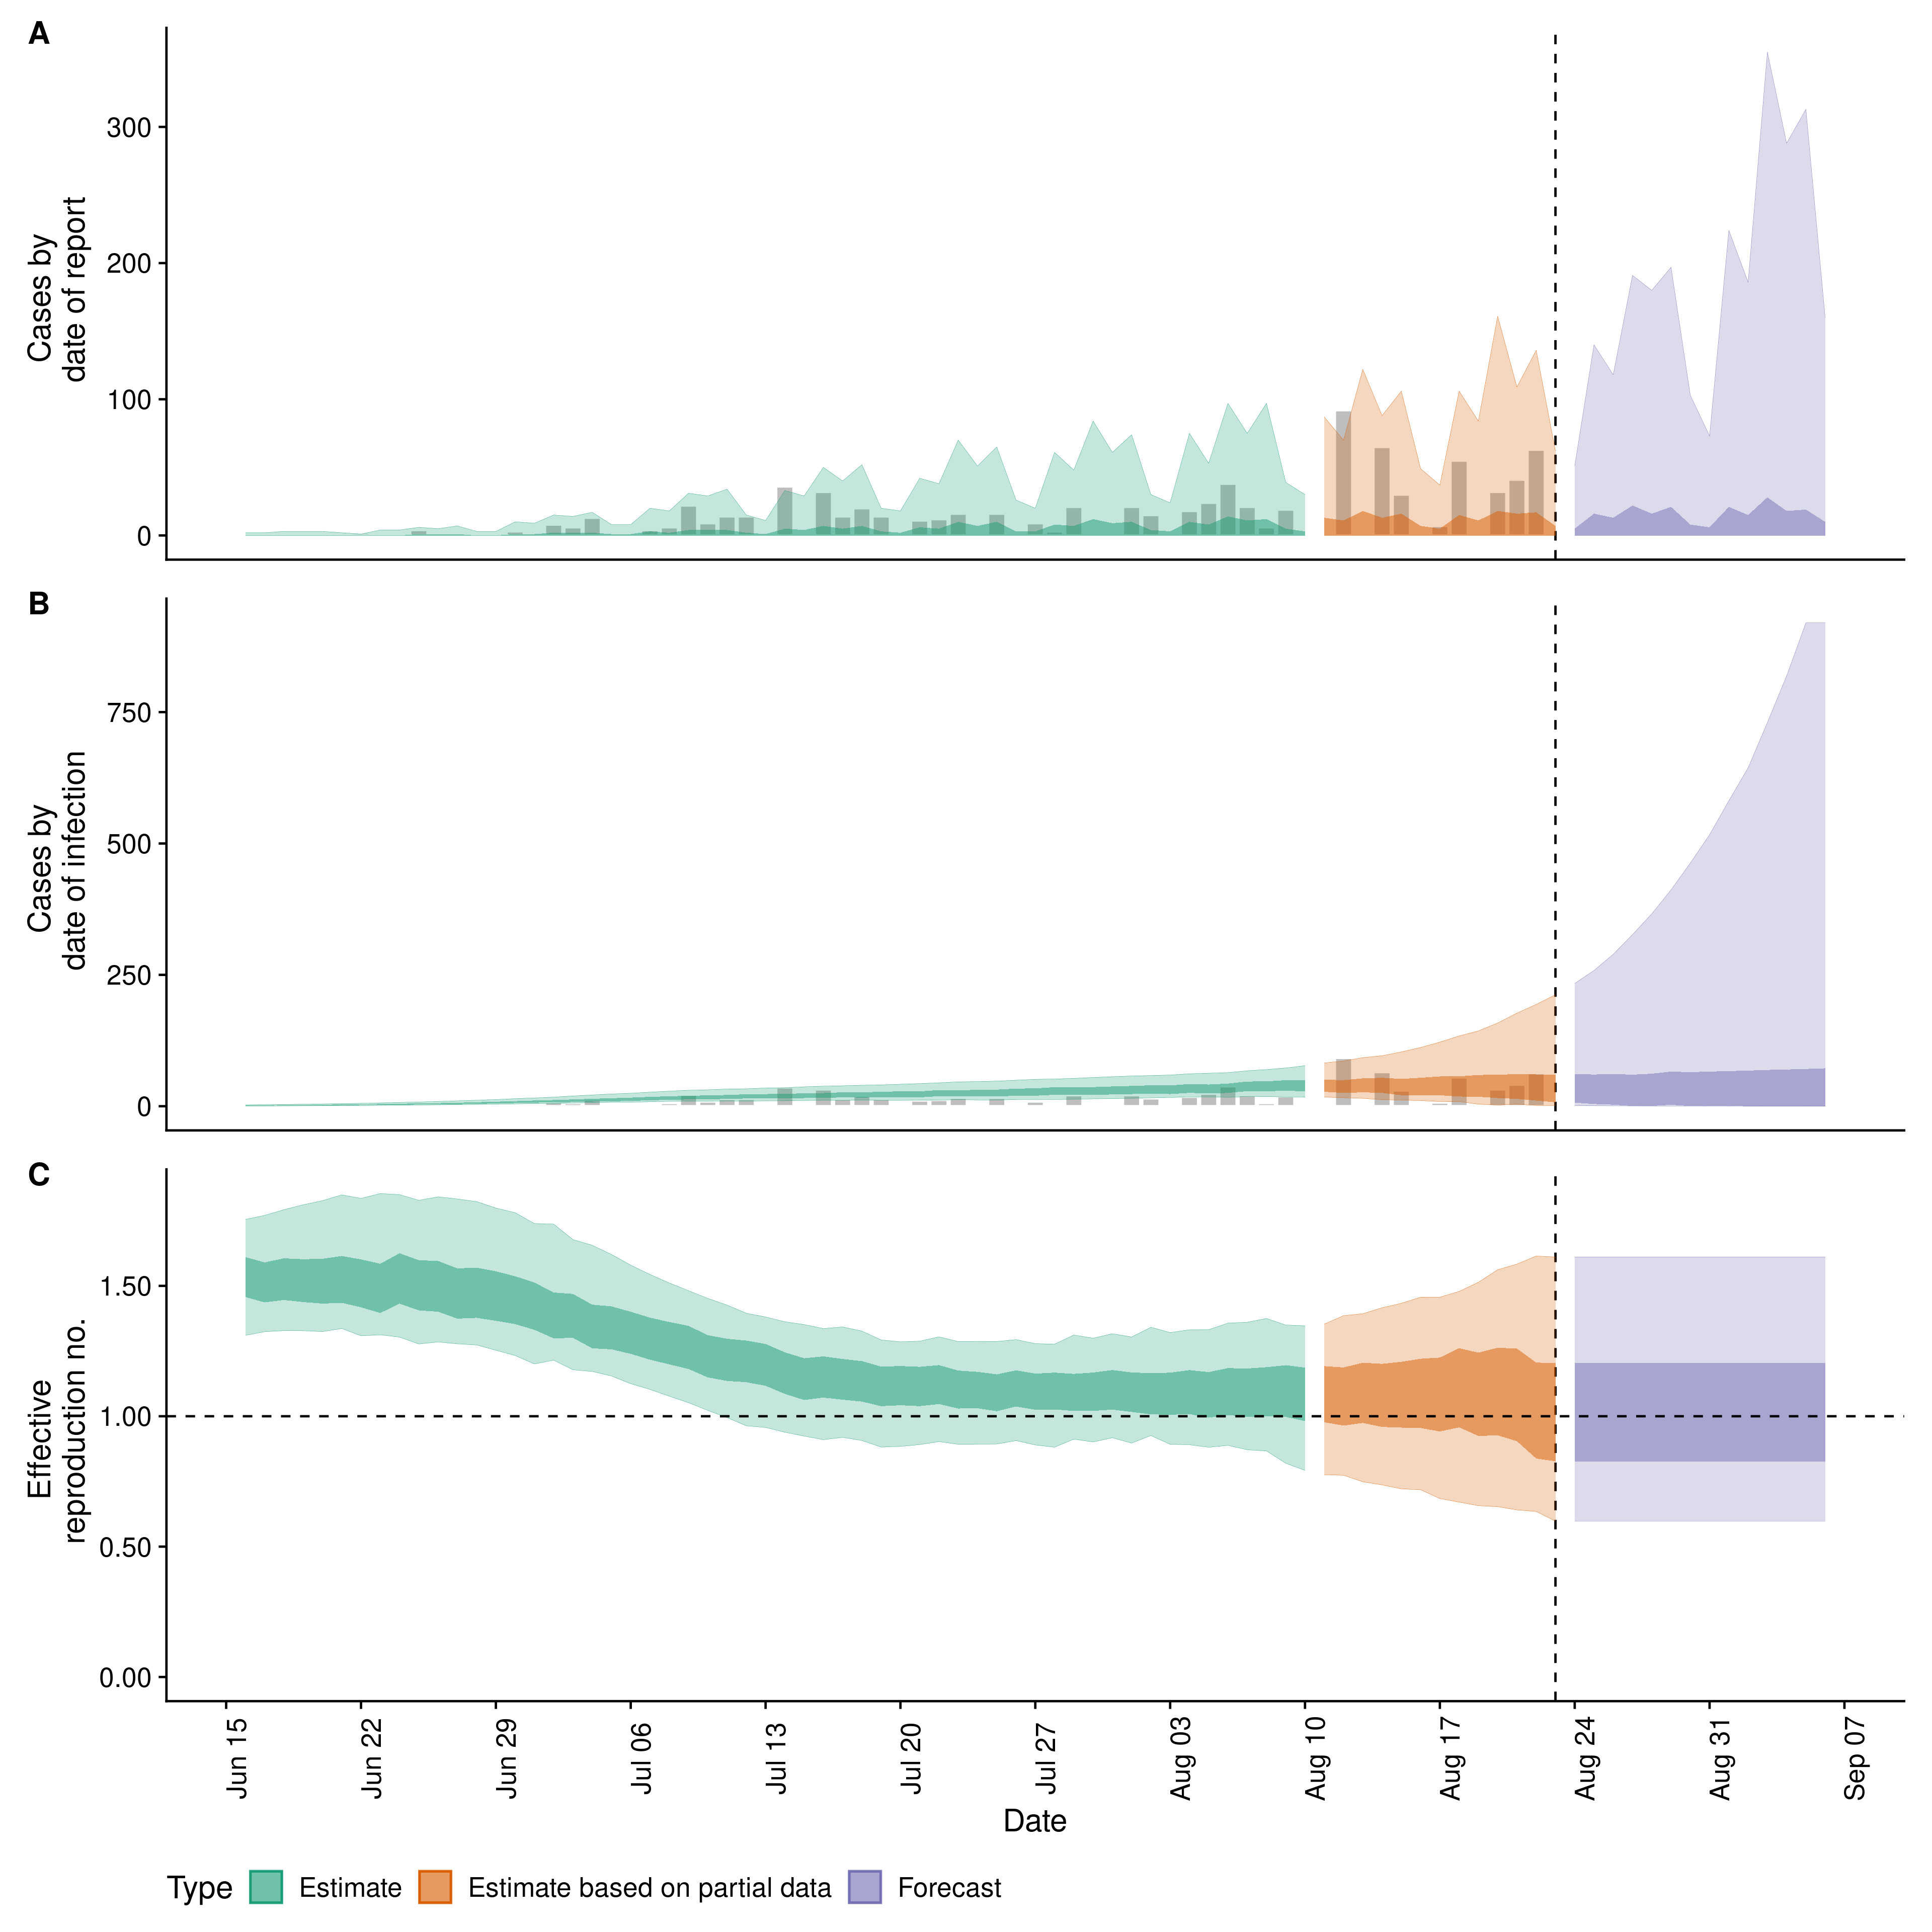 A
Cases by
date of report
300
200
100
0
B
Cases by
date of infection
750
500
250
0
C
Effective
reproduction no.
1.50
1.00
0.50
0.00
Jun 15
Jun 22
Jun 29
Jul 06
Jul 13
Jul 20
Jul 27
Aug 03
Aug 10
Aug 17
Aug 24
Aug 31
Sep 07
Date
Type Estimate Estimate based on partial data Forecast